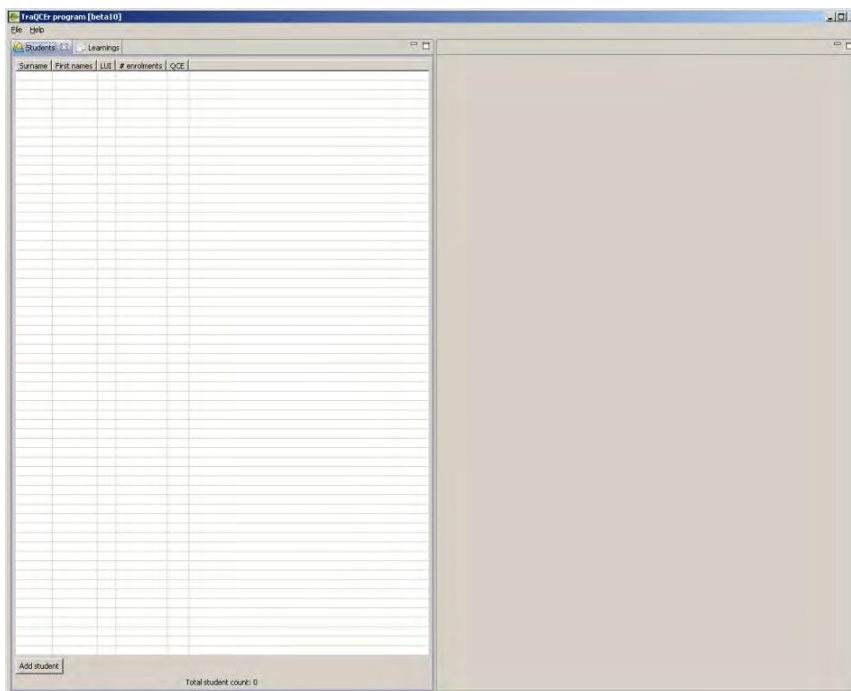 TraQCEr program [beta10]
File Help
Students Learnings
Surname First names LUI # enrolments QCE
Add student
Total student count: 0